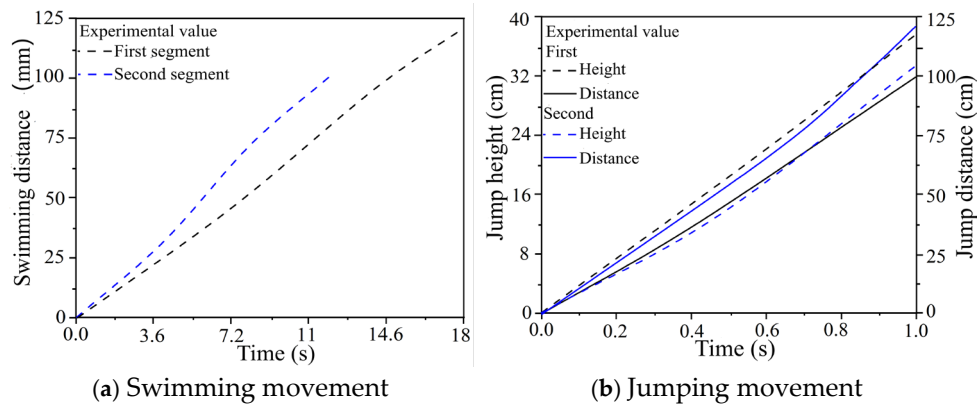 125
100
75
50
25
0
Swimming distance (mm)
Experimental value
First segment
Second segment
0.0 3.6 7.2 11 14.6 18
Time (s)
(a) Swimming movement
40
32
24
16
8
0
Jump height (cm)
Experimental value
First
Height
Distance
Second
Height
Distance
125
100
75
50
25
0
Jump distance (cm)
0.0 0.2 0.4 0.6 0.8 1.0
Time (s)
(b) Jumping movement